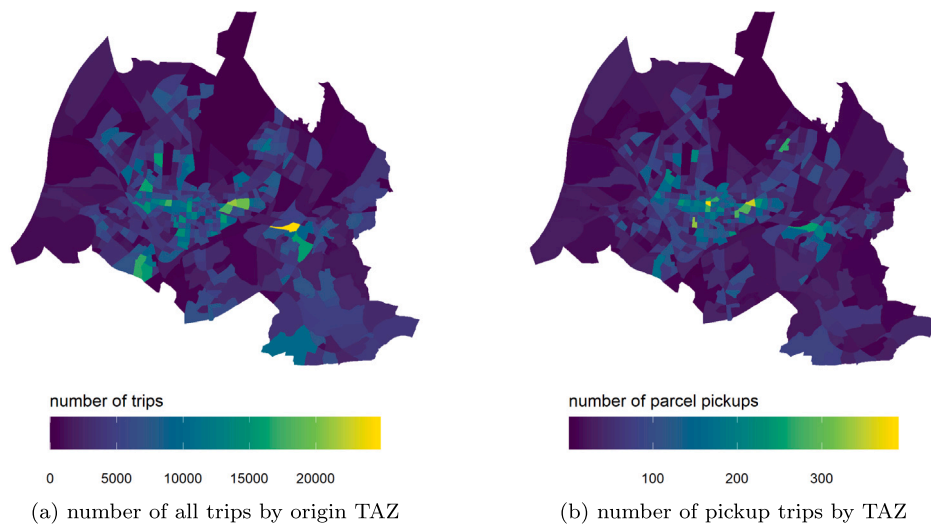 number of trips
0 5000 10000 15000 20000
(a) number of all trips by origin TAZ
number of parcel pickups
100 200 300
(b) number of pickup trips by TAZ